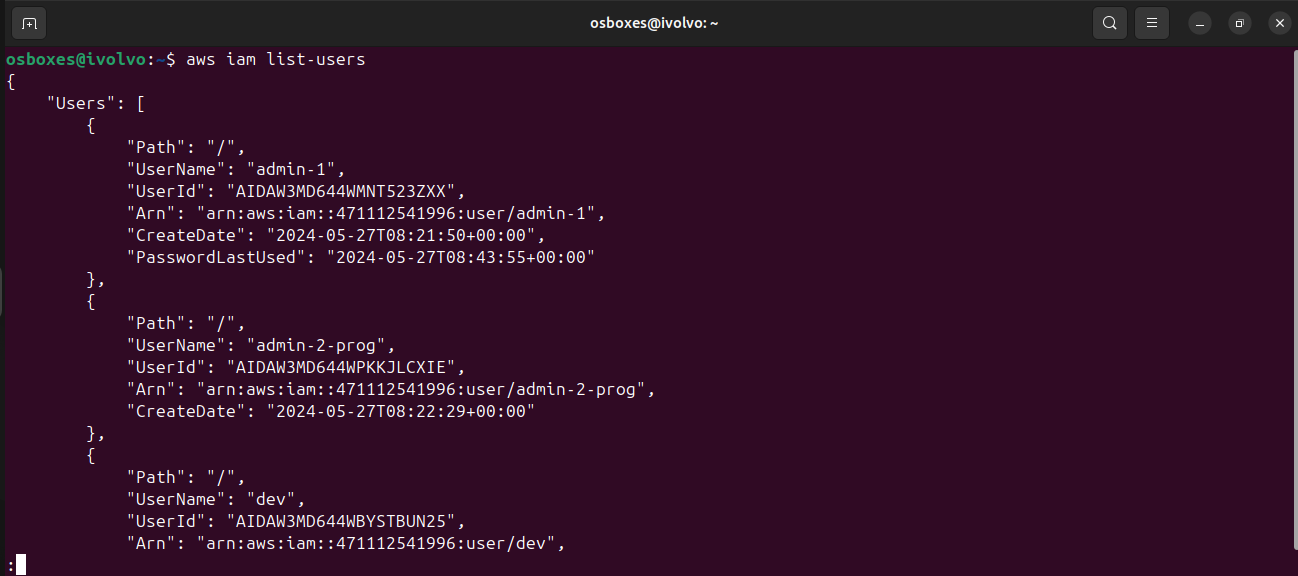 osboxes@ivolvo: ~
osboxes@ivolvo:~$ aws iam list-users
{
    "Users": [
        {
            "Path": "/",
            "UserName": "admin-1",
            "UserId": "AIDAW3MD644WMNT523ZXX",
            "Arn": "arn:aws:iam::471112541996:user/admin-1",
            "CreateDate": "2024-05-27T08:21:50+00:00",
            "PasswordLastUsed": "2024-05-27T08:43:55+00:00"
        },
        {
            "Path": "/",
            "UserName": "admin-2-prog",
            "UserId": "AIDAW3MD644WPKKJLCXIE",
            "Arn": "arn:aws:iam::471112541996:user/admin-2-prog",
            "CreateDate": "2024-05-27T08:22:29+00:00"
        },
        {
            "Path": "/",
            "UserName": "dev",
            "UserId": "AIDAW3MD644WBYSTBUN25",
            "Arn": "arn:aws:iam::471112541996:user/dev",
: